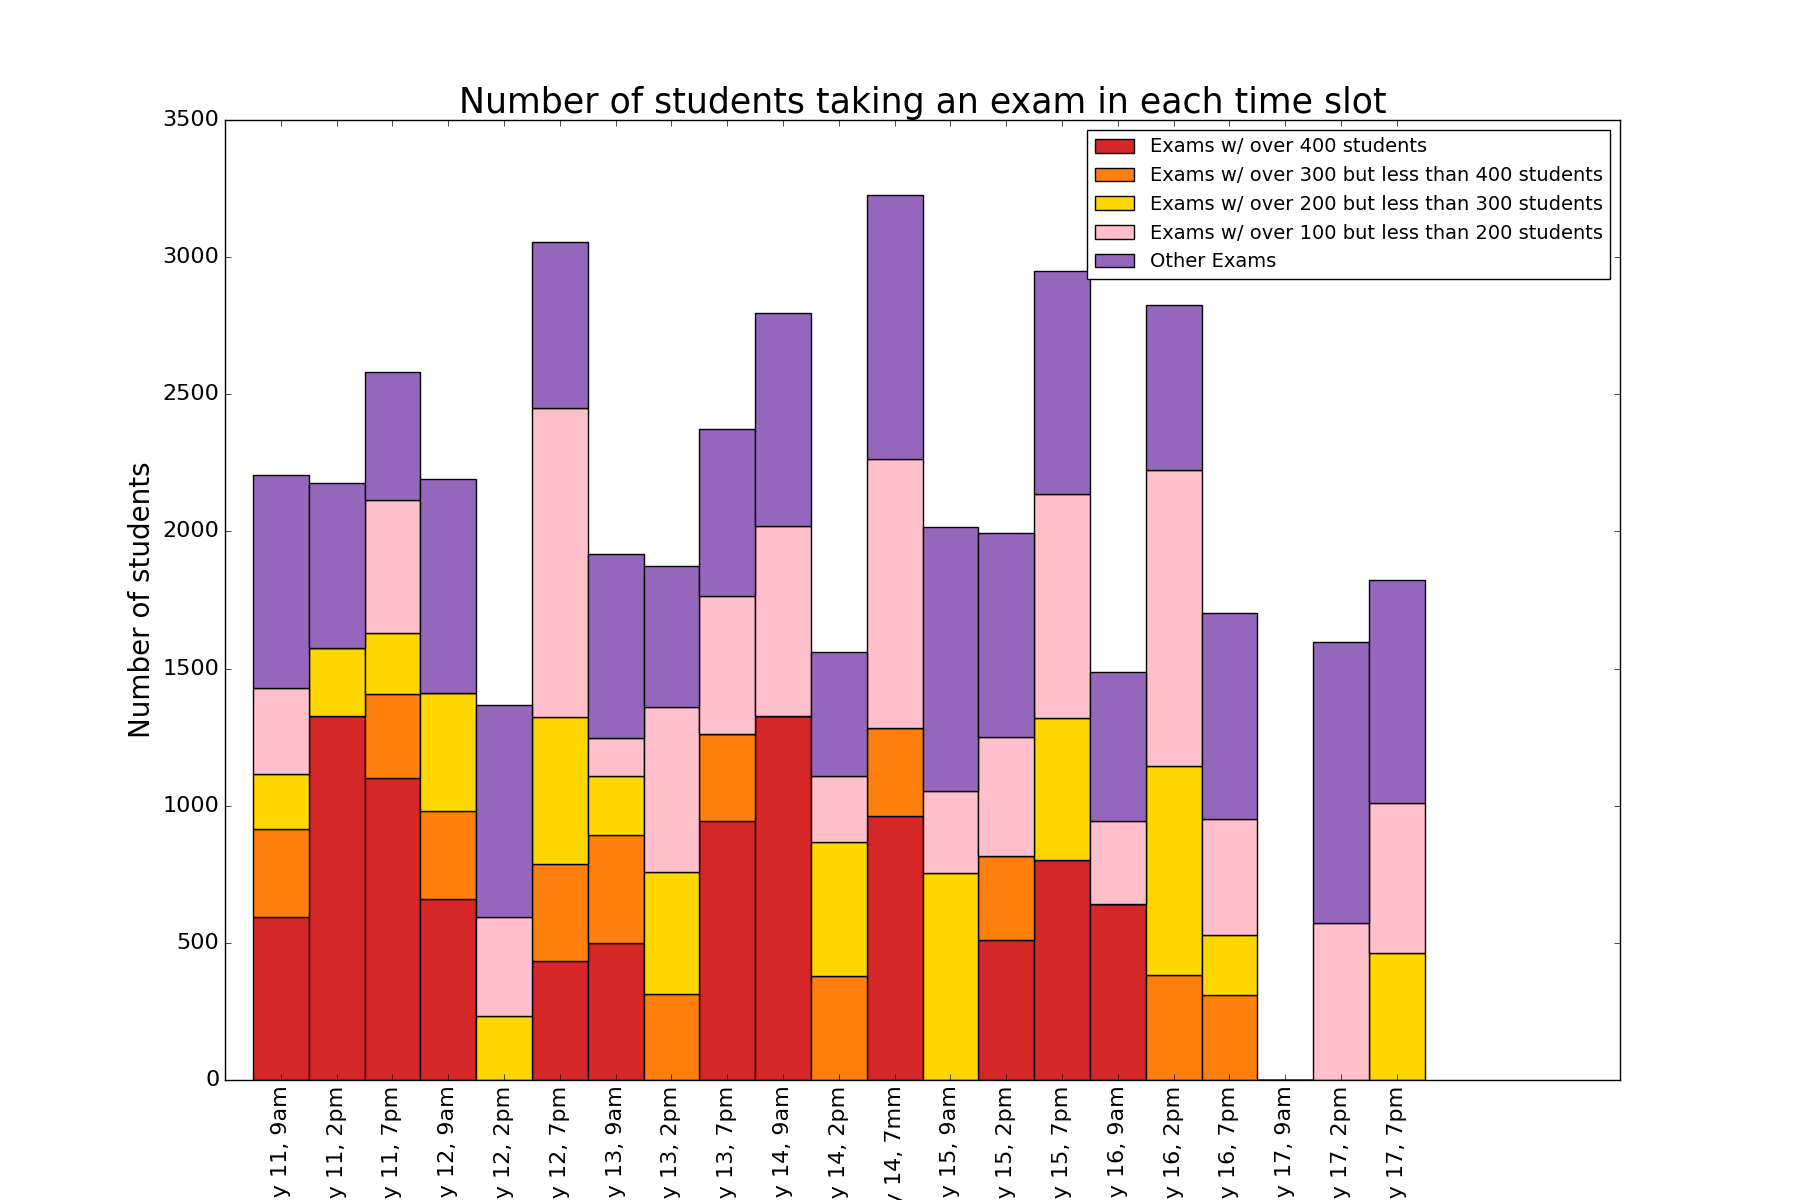 Number of students taking an exam in each time slot
Exams w/ over 400 students
Exams w/ over 300 but less than 400 students
Exams w/ over 200 but less than 300 students
Exams w/ over 100 but less than 200 students
Other Exams
Number of students
3500
3000
2500
2000
1500
1000
500
0
y 11, 9am
y 11, 2pm
y 11, 7pm
y 12, 9am
y 12, 2pm
y 12, 7pm
y 13, 9am
y 13, 2pm
y 13, 7pm
y 14, 9am
y 14, 2pm
y 14, 7mm
y 15, 9am
y 15, 2pm
y 15, 7pm
y 16, 9am
y 16, 2pm
y 16, 7pm
y 17, 9am
y 17, 2pm
y 17, 7pm